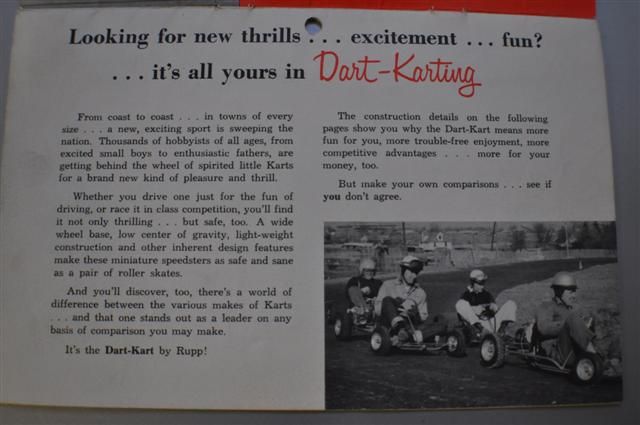 Looking for new thrills . . . excitement . . . fun?
. . . it's all yours in Dart-Karting
From coast to coast . . . in towns of every
size . . . a new, exciting sport is sweeping the
nation. Thousands of hobbyists of all ages, from
excited small boys to enthusiastic fathers, are
getting behind the wheel of spirited little Karts
for a brand new kind of pleasure and thrill.
Whether you drive one just for the fun of
driving, or race it in class competition, you'll find
it not only thrilling . . . but safe, too. A wide
wheel base, low center of gravity, light-weight
construction and other inherent design features
make these miniature speedsters as safe and sane
as a pair of roller skates.
And you'll discover, too, there's a world of
difference between the various makes of Karts
. . . and that one stands out as a leader on any
basis of comparison you may make.
It's the Dart-Kart by Rupp!
The construction details on the following
pages show you why the Dart-Kart means more
fun for you, more trouble-free enjoyment, more
competitive advantages . . . more for your
money, too.
But make your own comparisons . . . see if
you don't agree.